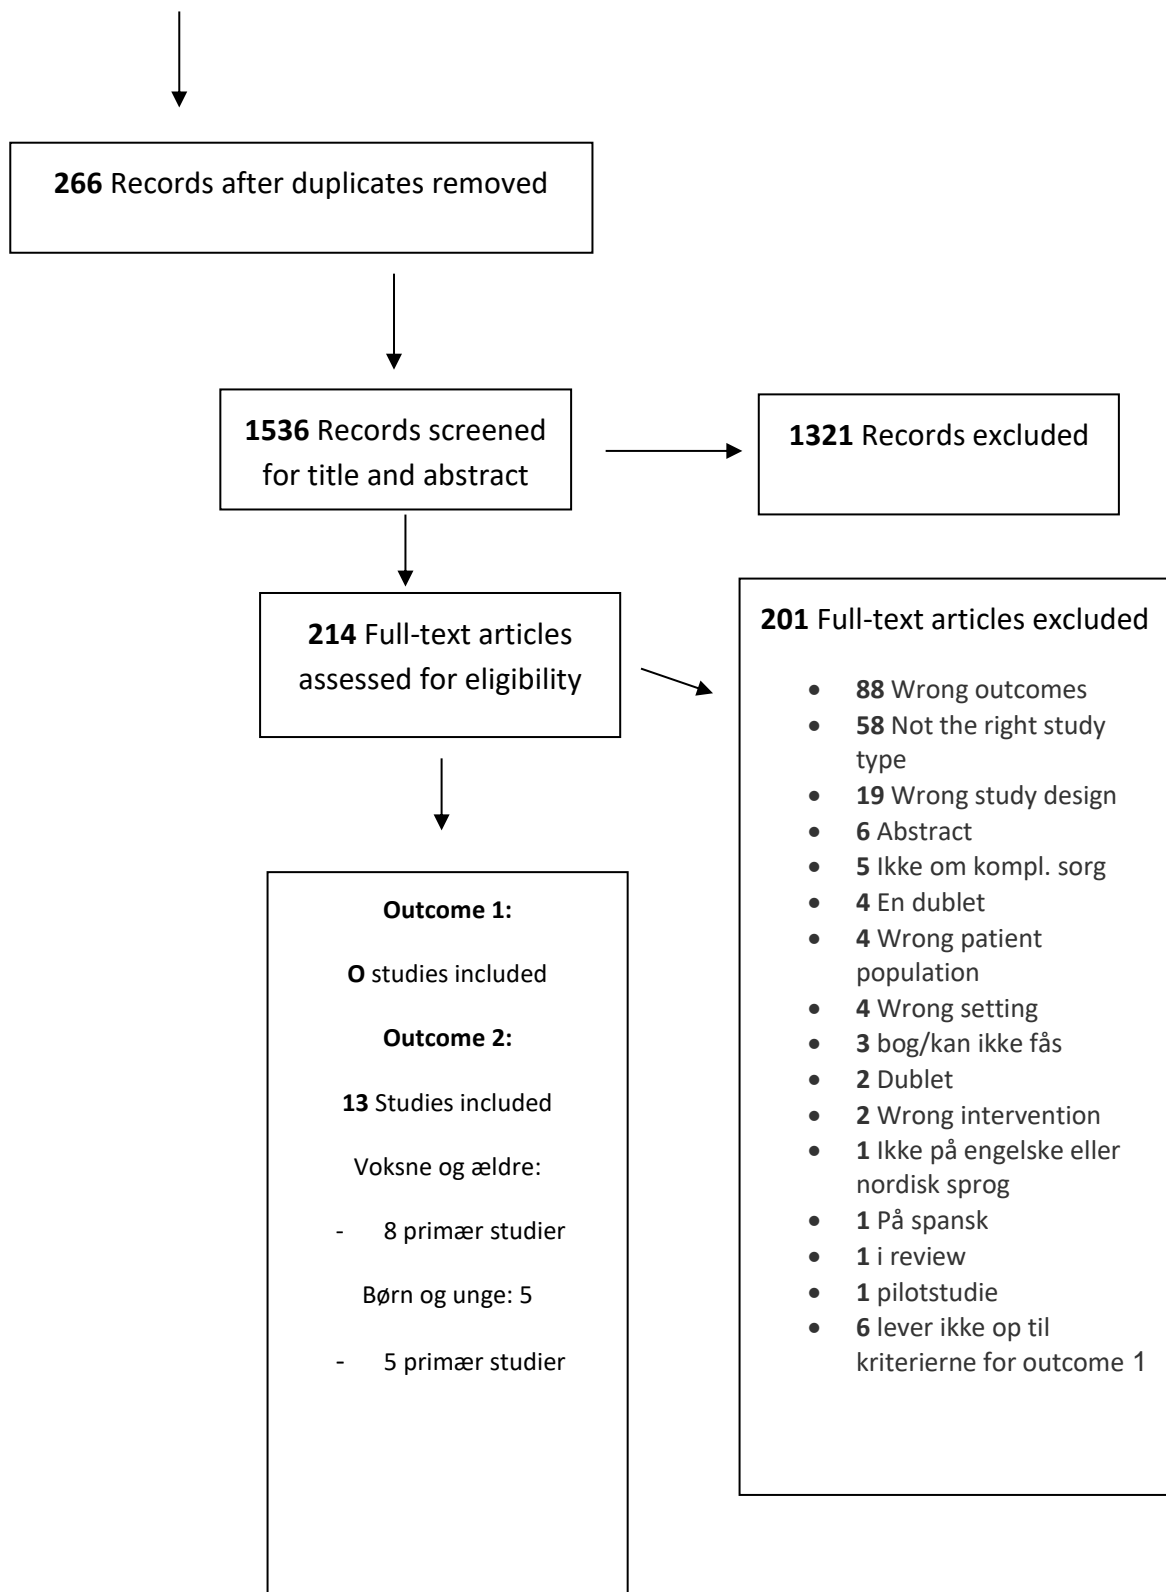 266 Records after duplicates removed
1536 Records screened
for title and abstract
1321 Records excluded
214 Full-text articles
assessed for eligibility
201 Full-text articles excluded
• 88 Wrong outcomes
• 58 Not the right study
type
• 19 Wrong study design
• 6 Abstract
• 5 Ikke om kompl. sorg
• 4 En dublet
• 4 Wrong patient
population
• 4 Wrong setting
• 3 bog/kan ikke fås
• 2 Dublet
• 2 Wrong intervention
• 1 Ikke på engelske eller
nordisk sprog
• 1 På spansk
• 1 i review
• 1 pilotstudie
• 6 lever ikke op til
kriterierne for outcome 1
Outcome 1:
O studies included
Outcome 2:
13 Studies included
Voksne og ældre:
- 8 primær studier
Børn og unge: 5
- 5 primær studier